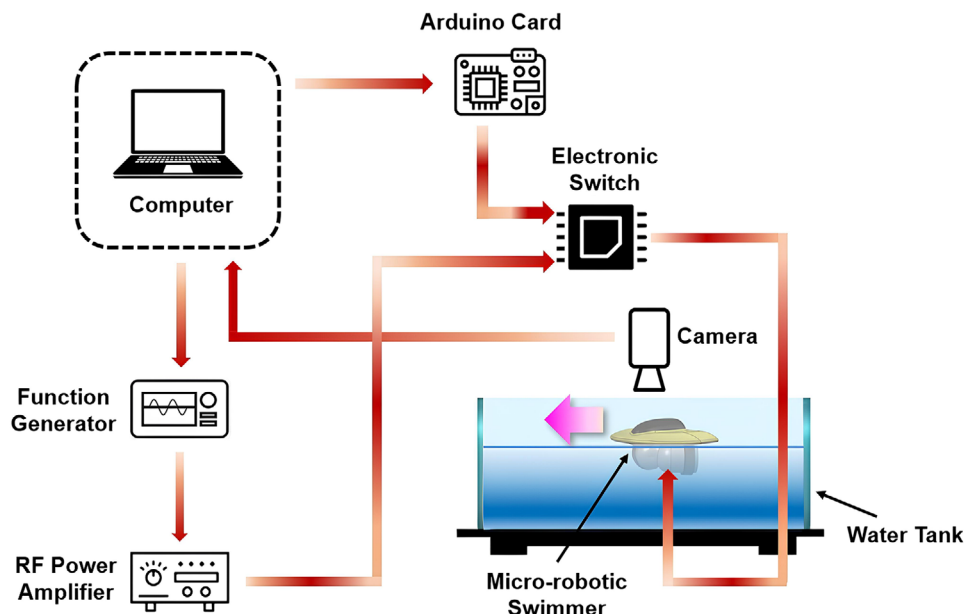 Arduino Card
Electronic
Switch
Computer
Camera
Function
Generator
Water Tank
RF Power
Amplifier
Micro-robotic
Swimmer